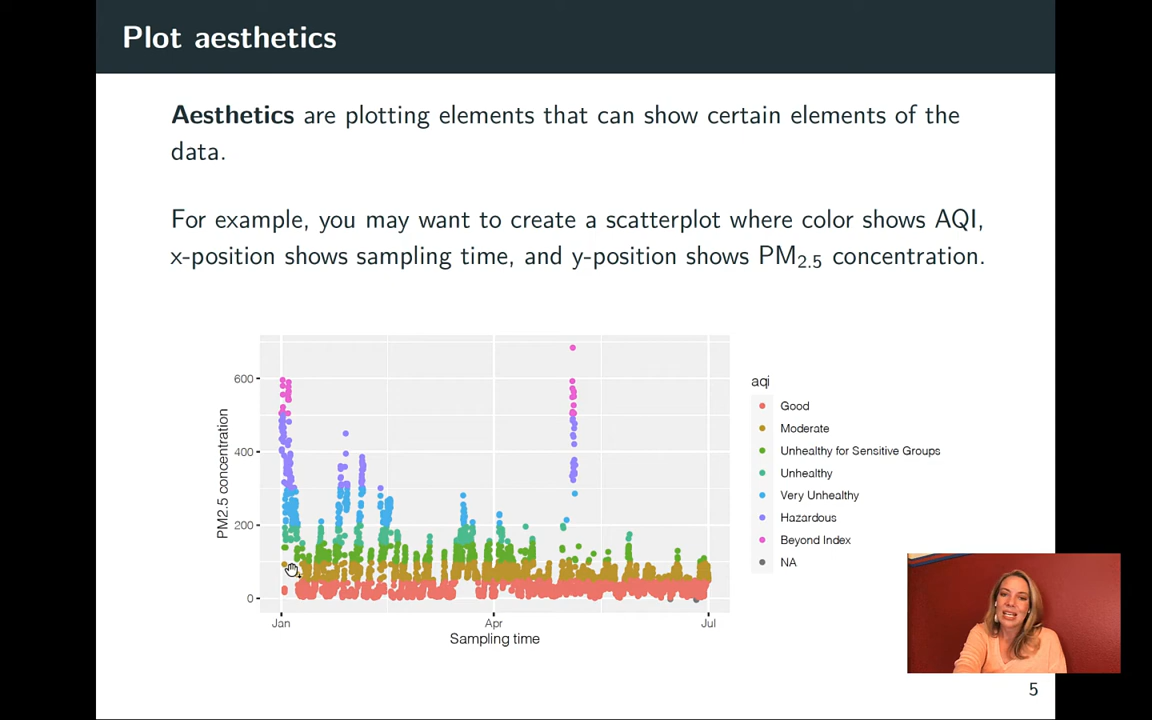 Plot aesthetics
Aesthetics are plotting elements that can show certain elements of the
data.
For example, you may want to create a scatterplot where color shows AQI,
x-position shows sampling time, and y-position shows PM2.5 concentration.
600
400
200
0
PM2.5 concentration
Jan
Apr
Jul
Sampling time
aqi
Good
Moderate
Unhealthy for Sensitive Groups
Unhealthy
Very Unhealthy
Hazardous
Beyond Index
NA
5